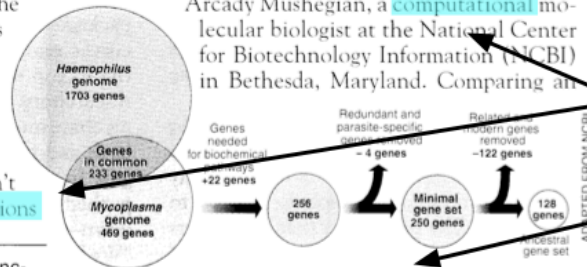 he
s
Arcady Mushegian, a computational mo-
lecular biologist at the National Center
for Biotechnology Information (NCBI)
in Bethesda, Maryland. Comparing an
Haemophilus
genome
1703 genes
Genes
in common
233 genes
Mycoplasma
genome
469 genes
Genes
needed
for biochemical
pathways
+22 genes
256
genes
Redundant and
parasite-specific
genes removed
– 4 genes
Minimal
gene set
250 genes
Related
modern genes
removed
–122 genes
128
genes
Ancestral
gene set
ADAPTED FROM NCBI
n't
ions
nc-